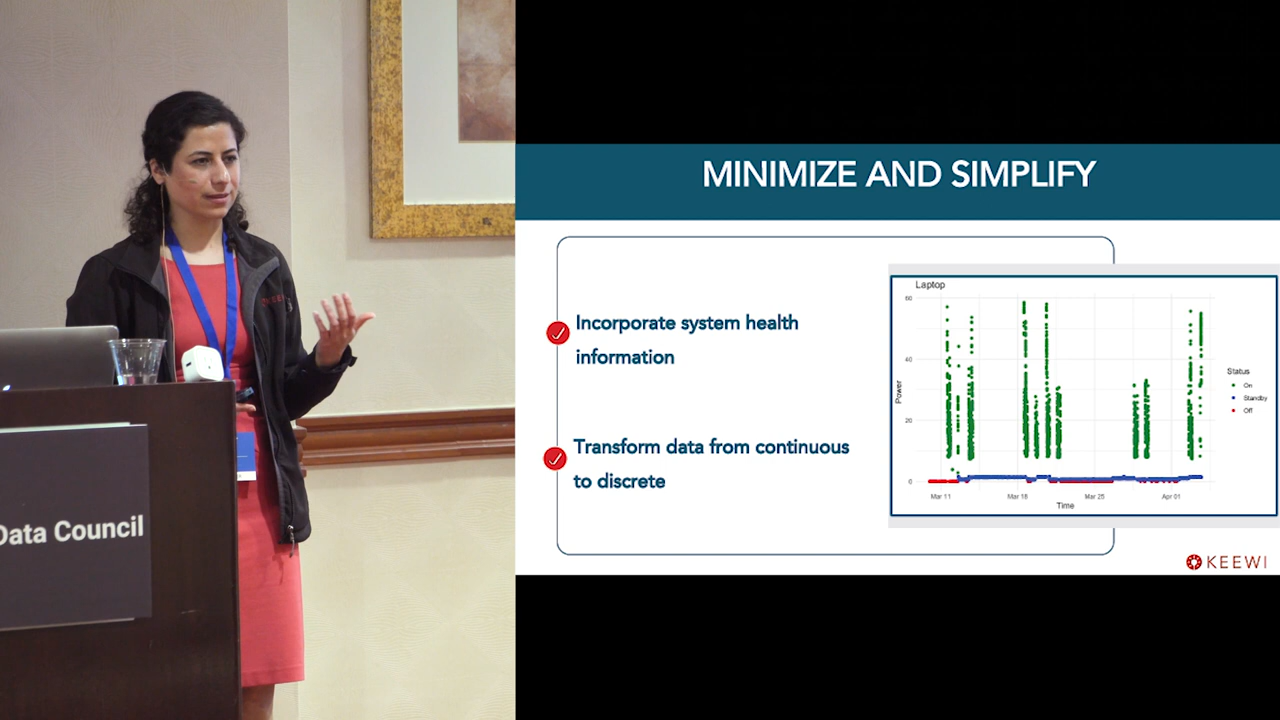 Data Council
MINIMIZE AND SIMPLIFY
Incorporate system health
information
Transform data from continuous
to discrete
Laptop
60
40
20
0
Power
Mar 11
Mar 18
Mar 25
Apr 01
Time
Status
On
Standby
Off
KEEWI